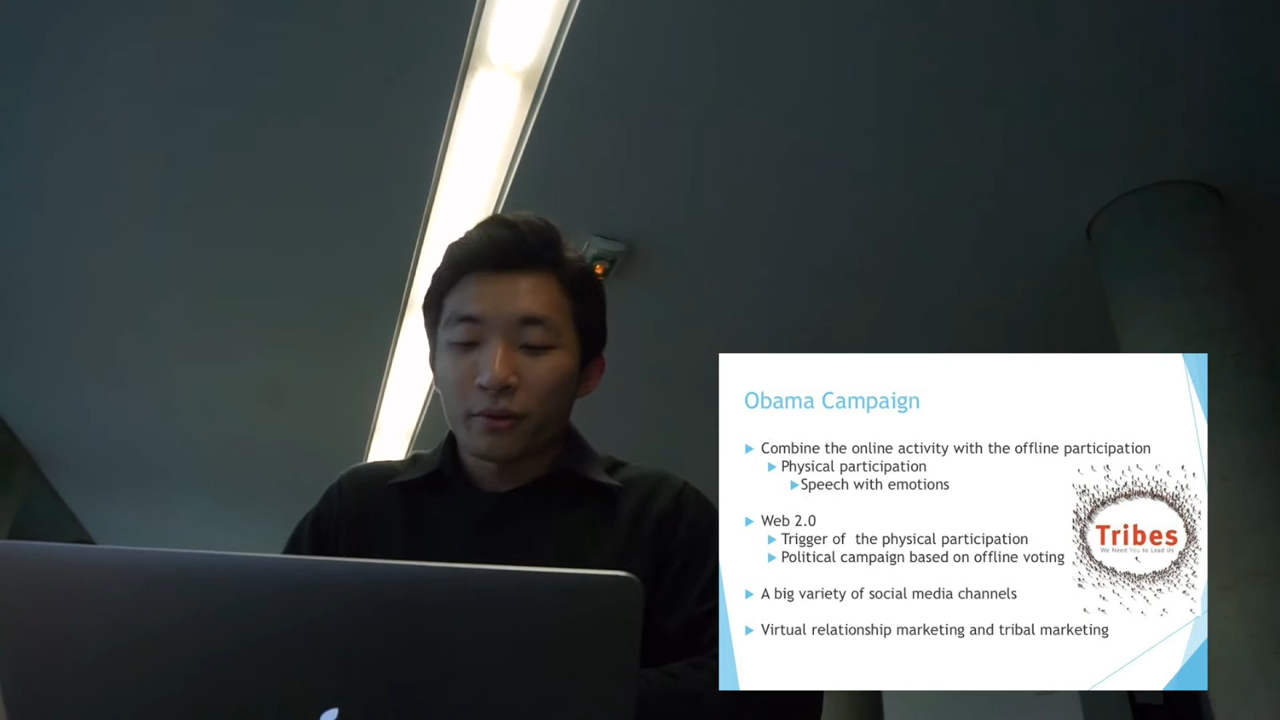 Obama Campaign
Combine the online activity with the offline participation
Physical participation
Speech with emotions
Web 2.0
Trigger of the physical participation
Political campaign based on offline voting
A big variety of social media channels
Virtual relationship marketing and tribal marketing
Tribes
We Need You to Lead Us